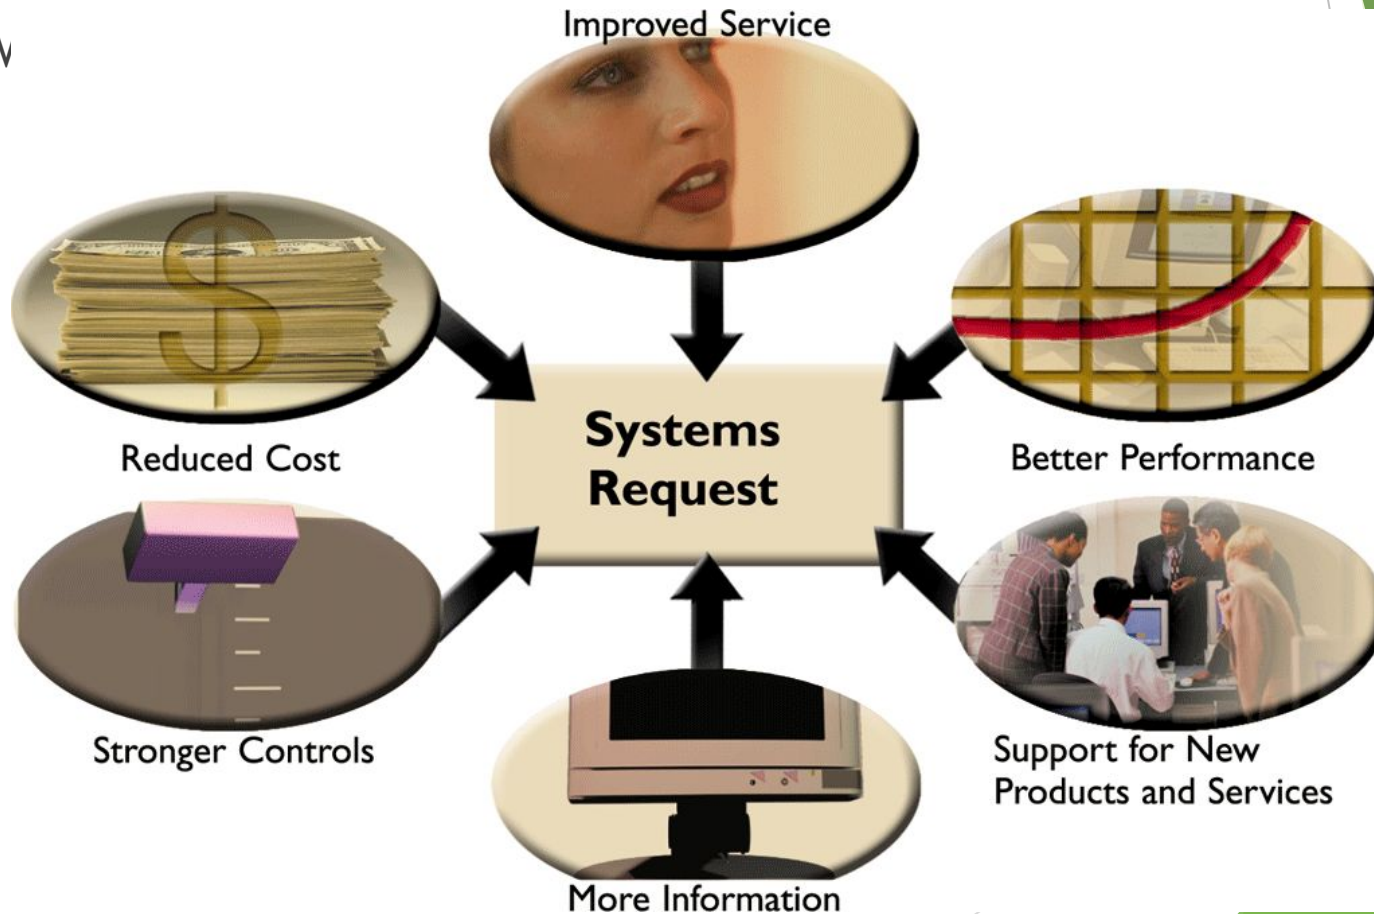 Improved Service
Systems
Request
Reduced Cost
Better Performance
Stronger Controls
Support for New
Products and Services
More Information